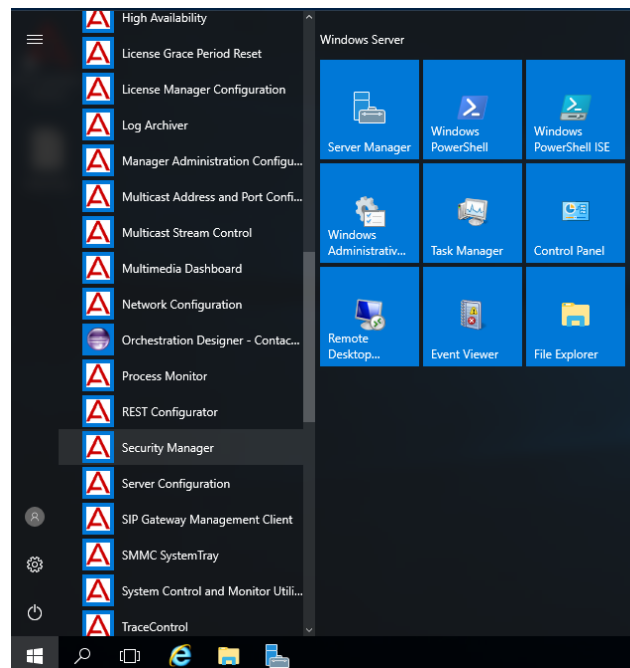 High Availability
License Grace Period Reset
License Manager Configuration
Log Archiver
Manager Administration Configu...
Multicast Address and Port Confi...
Multicast Stream Control
Multimedia Dashboard
Network Configuration
Orchestration Designer - Contac...
Process Monitor
REST Configurator
Security Manager
Server Configuration
SIP Gateway Management Client
SMMC SystemTray
System Control and Monitor Utili...
TraceControl
Windows Server
Server Manager
Windows
PowerShell
Windows
PowerShell ISE
Windows
Administrativ...
Task Manager
Control Panel
Remote
Desktop...
Event Viewer
File Explorer